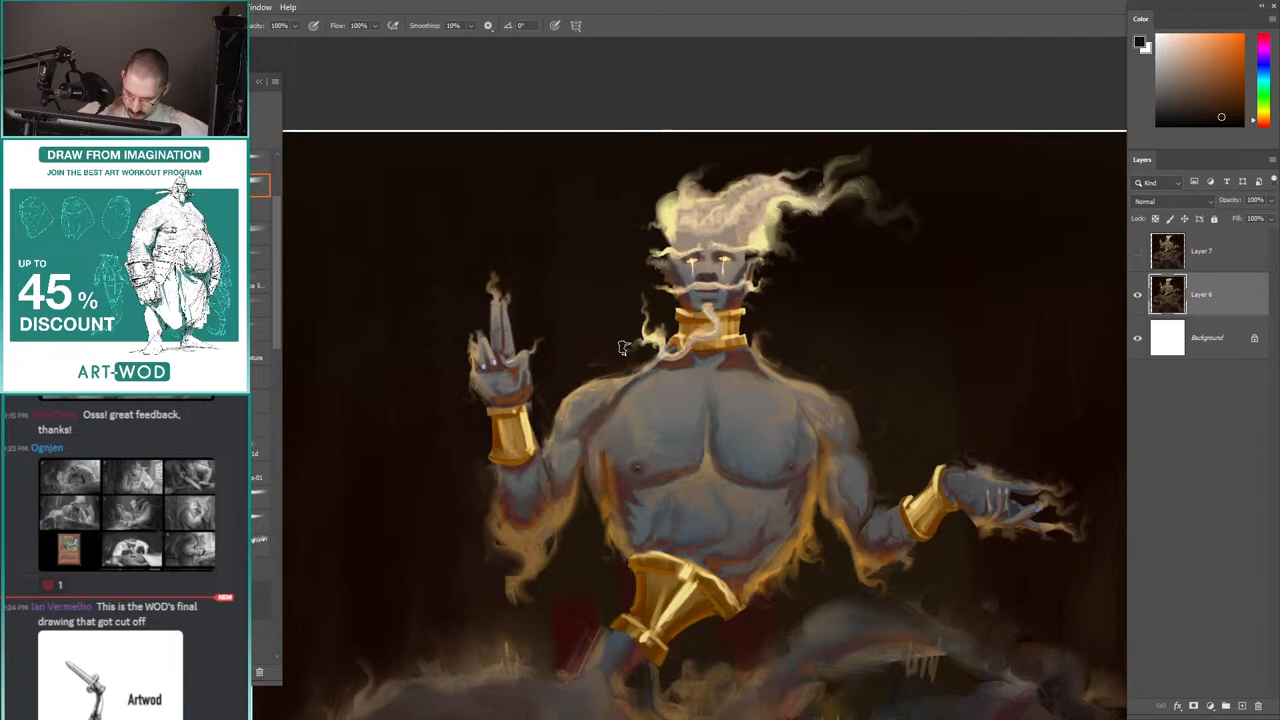 Window Help
100% Flow: 100% Smoothing: 10% 0°
DRAW FROM IMAGINATION
JOIN THE BEST ART WORKOUT PROGRAM
UP TO
45 %
DISCOUNT
ART-WOD
Osss! great feedback,
thanks!
Ognjen
1
NEW
Ian Vermelho This is the WOD's final
drawing that got cut off
Artwod
Color
Layers
Kind
Normal Opacity: 100%
Lock: Fill: 100%
Layer 7
Layer 6
Background